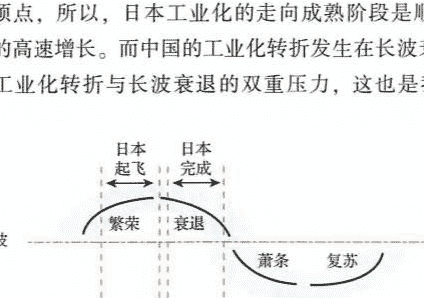 顶点，所以，日本工业化的走向成熟阶段是
的高速增长。而中国的工业化转折发生在长波
工业化转折与长波衰退的双重压力，这也是
日本 日本
起飞 完成
繁荣 衰退
波
萧条 复苏